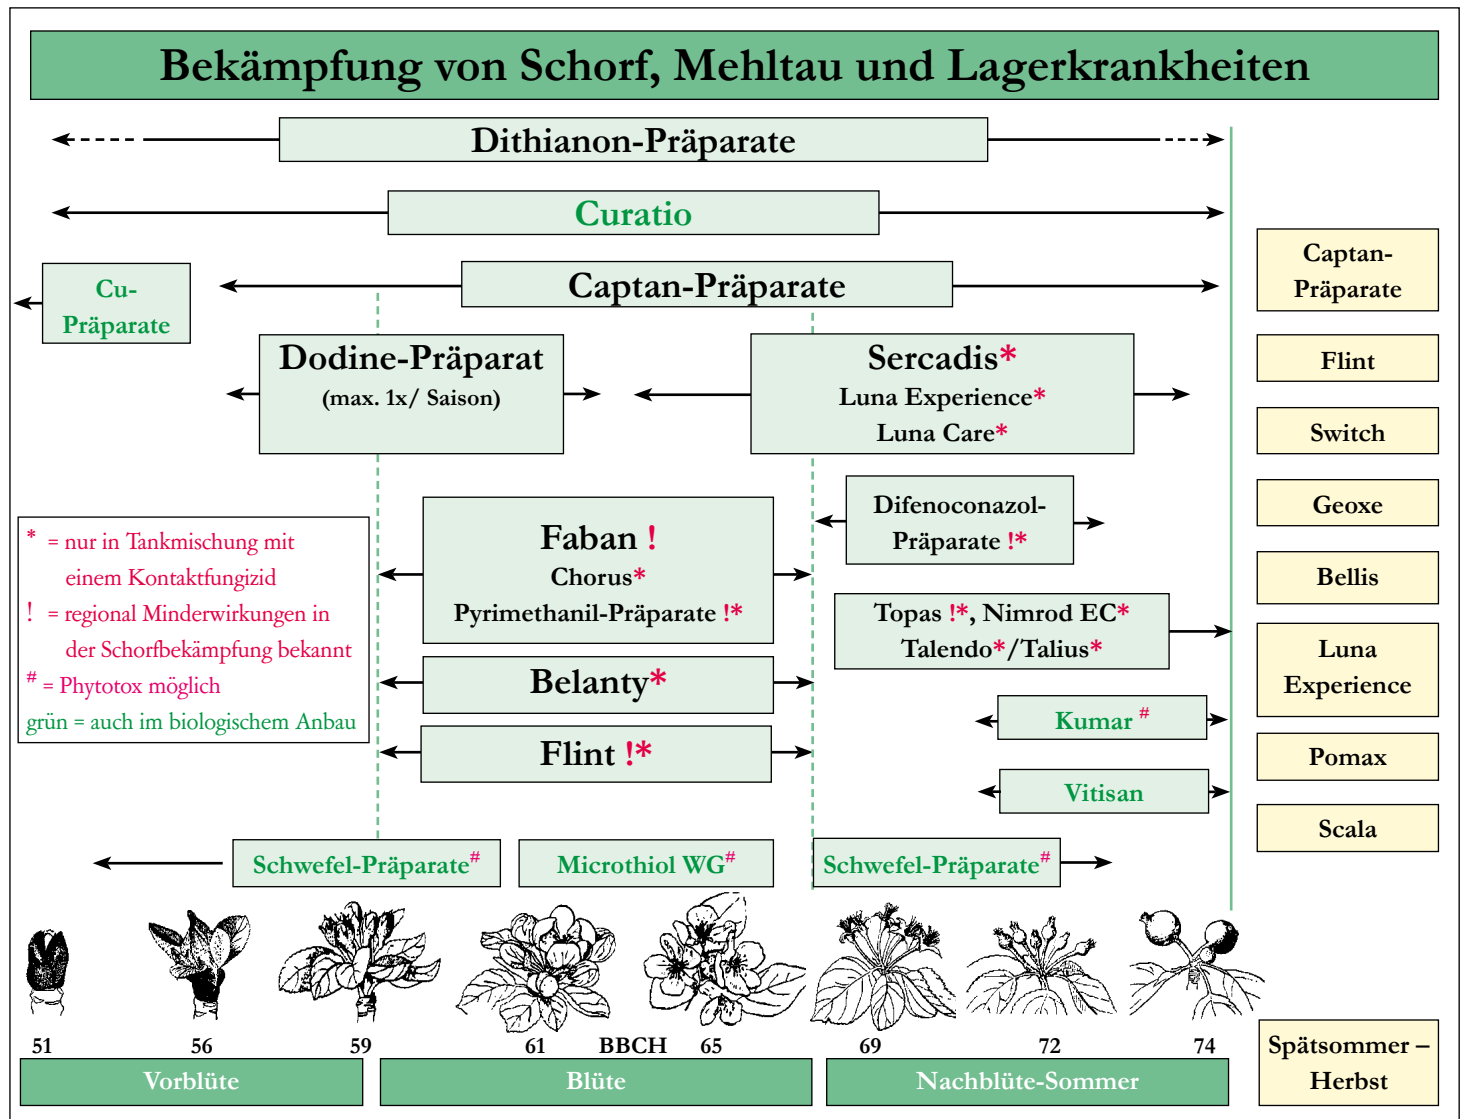 Bekämpfung von Schorf, Mehltau und Lagerkrankheiten
Dithianon-Präparate
Curatio
Cu-
Präparate
Captan-Präparate
Dodine-Präparat
(max. 1x/ Saison)
Sercadis*
Luna Experience*
Luna Care*
* = nur in Tankmischung mit
einem Kontaktfungizid
! = regional Minderwirkungen in
der Schorfbekämpfung bekannt
# = Phytotox möglich
grün = auch im biologischem Anbau
Faban !
Chorus*
Pyrimethanil-Präparate !*
Difenoconazol-
Präparate !*
Topas !*, Nimrod EC*
Talendo*/Talius*
Belanty*
Flint !*
Kumar #
Vitisan
Schwefel-Präparate#
Microthiol WG#
Schwefel-Präparate#
Captan-
Präparate
Flint
Switch
Geoxe
Bellis
Luna
Experience
Pomax
Scala
51 56 59 61 BBCH 65 69 72 74
Vorblüte
Blüte
Nachblüte-Sommer
Spätsommer –
Herbst